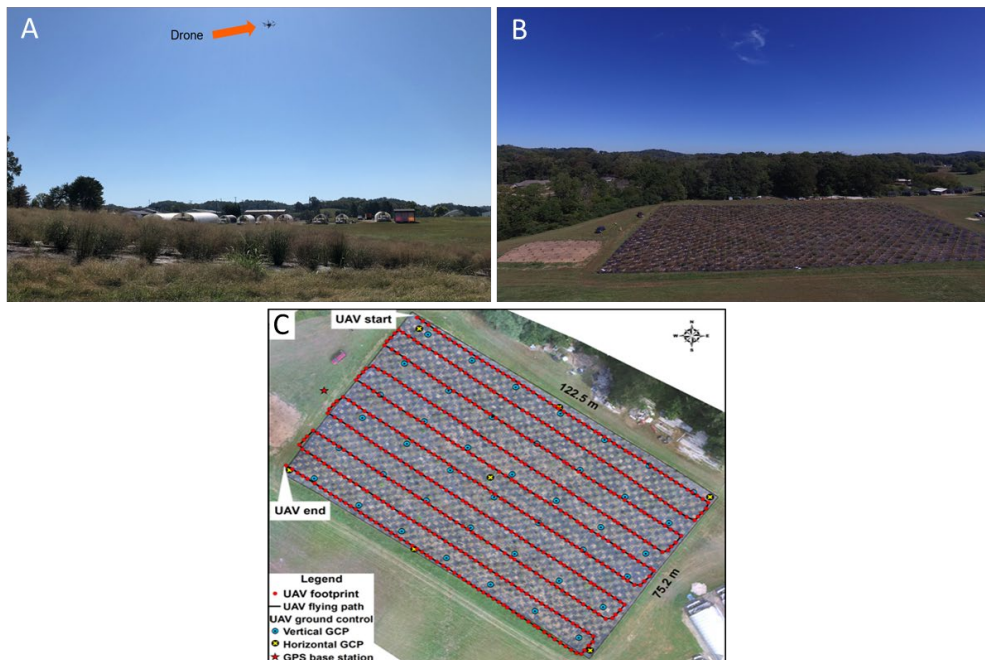 A
Drone
B
C
UAV start
N
W E
S
122.5 m
75.2 m
UAV end
Legend
UAV footprint
UAV flying path
UAV ground control
Vertical GCP
Horizontal GCP
GPS base station